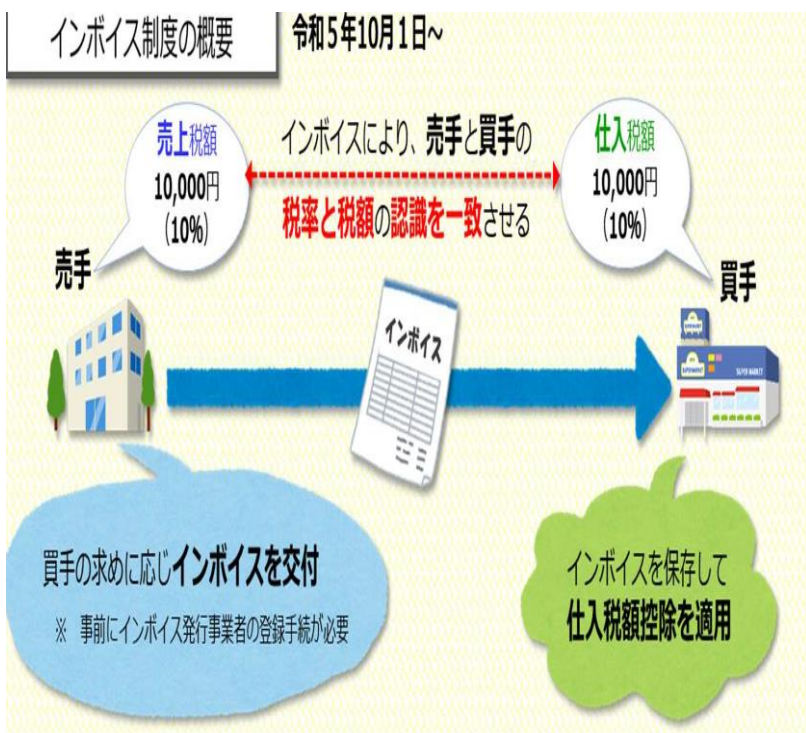 インボイス制度の概要
令和5年10月1日~
売上税額
10,000円
(10%)
インボイスにより、売手と買手の
税率と税額の認識を一致させる
仕入税額
10,000円
(10%)
売手
買手
インボイス
SUPER MARKET
買手の求めに応じインボイスを交付
※ 事前にインボイス発行事業者の登録手続が必要
インボイスを保存して
仕入税額控除を適用